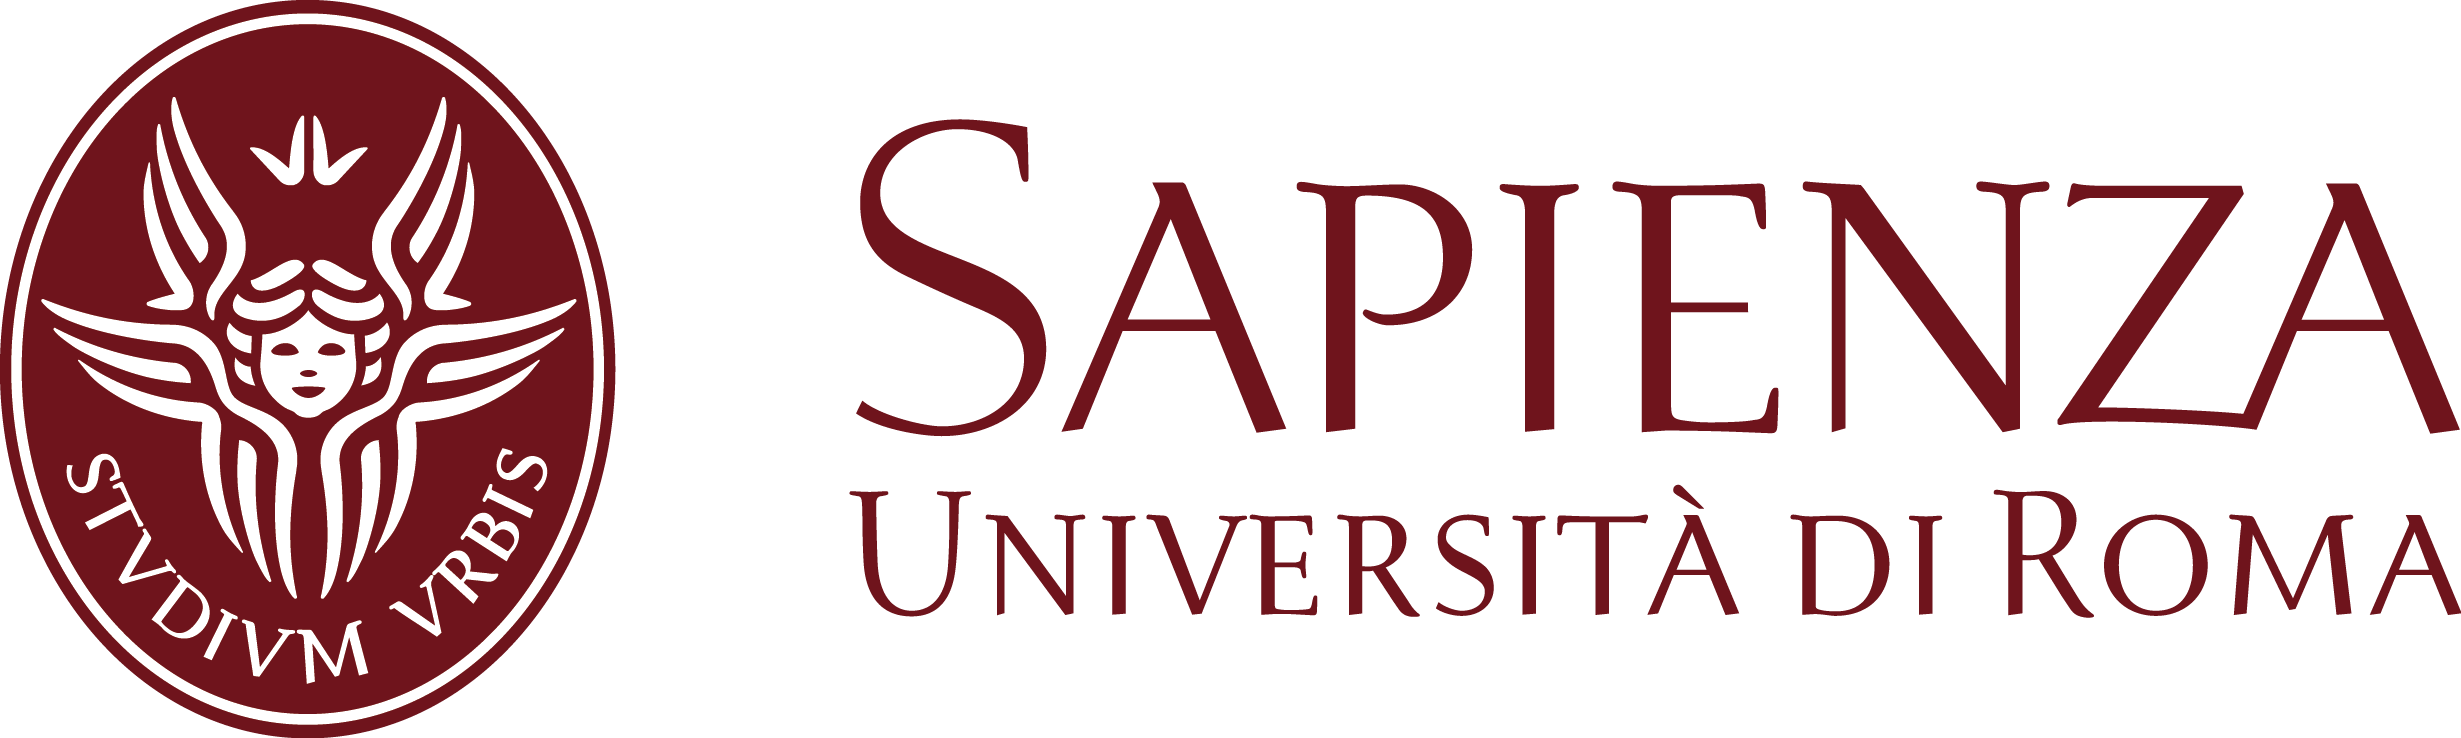 STVDIVM VRBIS
SAPIENZA
UNIVERSITÀ DI ROMA